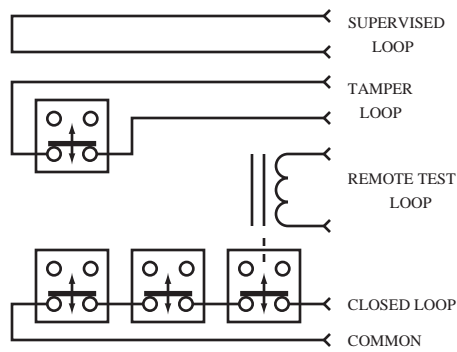 SUPERVISED
LOOP
TAMPER
LOOP
REMOTE TEST
LOOP
CLOSED LOOP
COMMON